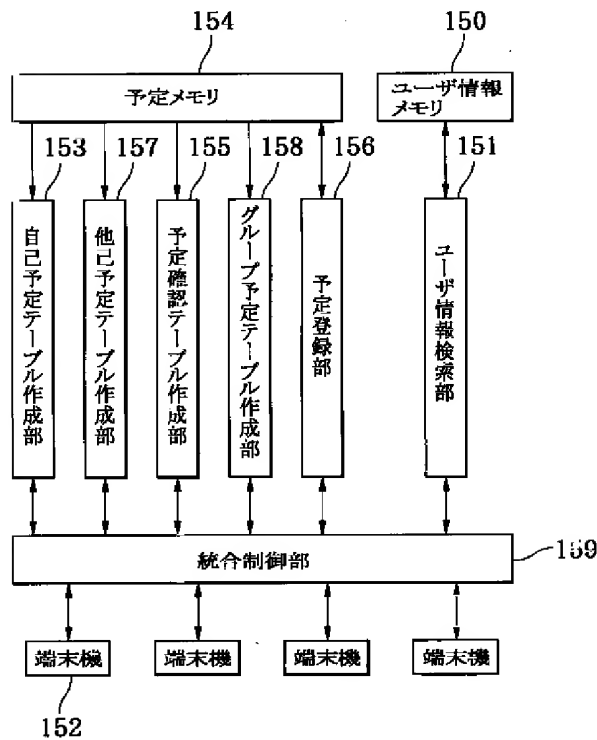 154
150
予定メモリ
ユーザ情報
メモリ
153
157
155
158
156
151
自己予定テーブル作成部
他己予定テーブル作成部
予定確認テーブル作成部
グループ予定テーブル作成部
予定登録部
ユーザ情報検索部
統合制御部
159
端末機
端末機
端末機
端末機
152